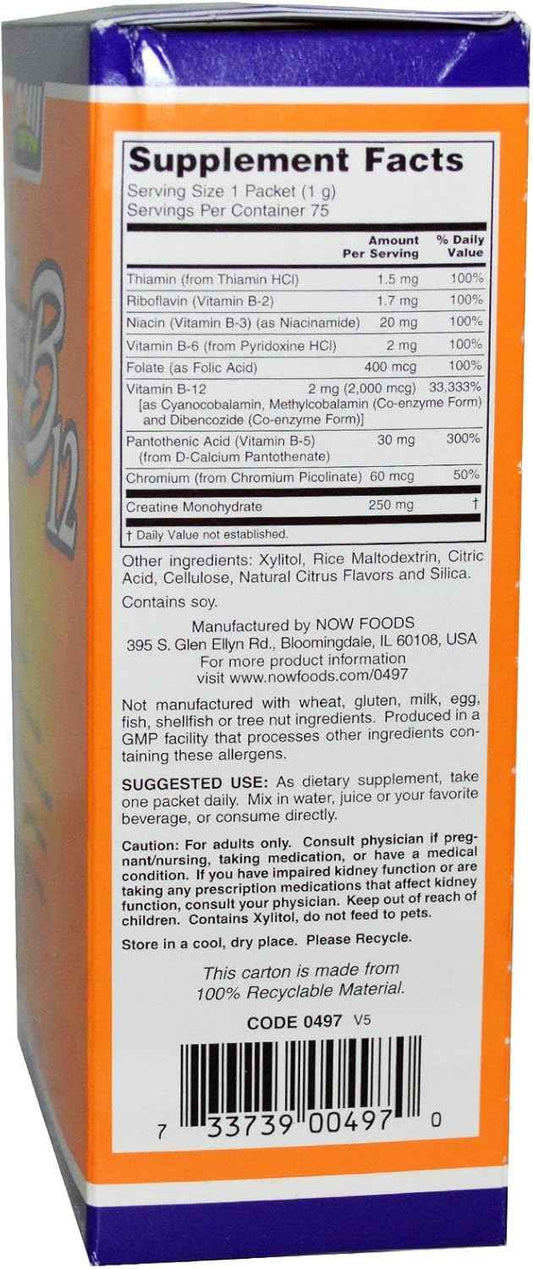 B12
Supplement Facts
Serving Size 1 Packet (1 g)
Servings Per Container 75
Amount Per Serving % Daily Value
Thiamin (from Thiamin HCl) 1.5 mg 100%
Riboflavin (Vitamin B-2) 1.7 mg 100%
Niacin (Vitamin B-3) (as Niacinamide) 20 mg 100%
Vitamin B-6 (from Pyridoxine HCl) 2 mg 100%
Folate (as Folic Acid) 400 mcg 100%
Vitamin B-12 2 mg (2,000 mcg) 33,333%
[as Cyanocobalamin, Methylcobalamin (Co-enzyme Form)
and Dibencozide (Co-enzyme Form)]
Pantothenic Acid (Vitamin B-5) 30 mg 300%
(from D-Calcium Pantothenate)
Chromium (from Chromium Picolinate) 60 mcg 50%
Creatine Monohydrate 250 mg †
† Daily Value not established.
Other ingredients: Xylitol, Rice Maltodextrin, Citric
Acid, Cellulose, Natural Citrus Flavors and Silica.
Contains soy.
Manufactured by NOW FOODS
395 S. Glen Ellyn Rd., Bloomingdale, IL 60108, USA
For more product information
visit www.nowfoods.com/0497
Not manufactured with wheat, gluten, milk, egg,
fish, shellfish or tree nut ingredients. Produced in a
GMP facility that processes other ingredients con-
taining these allergens.
SUGGESTED USE: As dietary supplement, take
one packet daily. Mix in water, juice or your favorite
beverage, or consume directly.
Caution: For adults only. Consult physician if preg-
nant/nursing, taking medication, or have a medical
condition. If you have impaired kidney function or are
taking any prescription medications that affect kidney
function, consult your physician. Keep out of reach of
children. Contains Xylitol, do not feed to pets.
Store in a cool, dry place. Please Recycle.
This carton is made from
100% Recyclable Material.
CODE 0497 V5
7 33739 00497 0